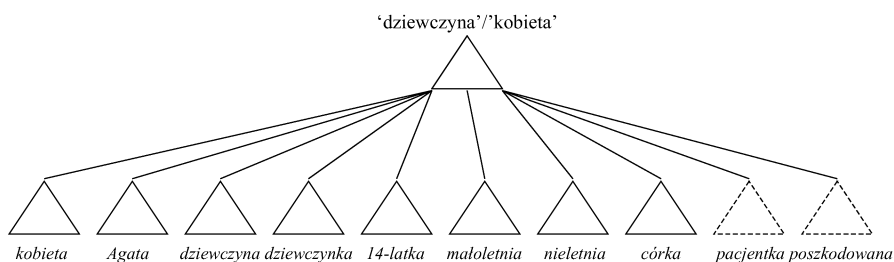 ‘dziewczyna’/’kobieta’
kobieta Agata dziewczyna dziewczynka 14-latka małoletnia nieletnia córka pacjentka poszkodowana